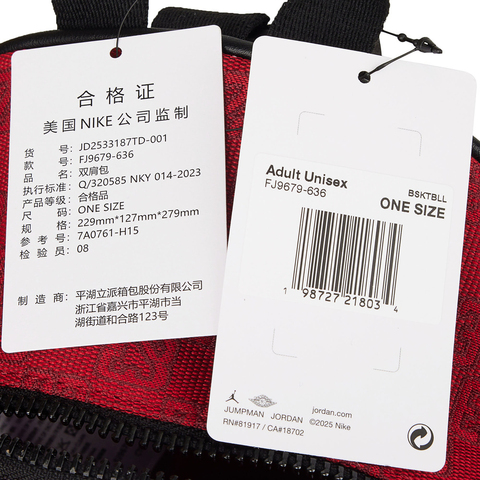 合格证
美国NIKE公司监制
货 号: JD2533187TD-001
款 号: FJ9679-636
品 名: 双肩包
执行标准: Q/320585 NKY 014-2023
产品等级: 合格品
尺 码: ONE SIZE
规 格: 229mm*127mm*279mm
参 考 号: 7A0761-H15
检 验 员: 08
制 造 商: 平湖立派箱包股份有限公司
浙江省嘉兴市平湖市当
湖街道和合路123号
Adult Unisex
FJ9679-636
BSKTBLL
ONE SIZE
1 98727 21803 4
JUMPMAN JORDAN
jordan.com
RN#81917 / CA#18702
©2025 Nike